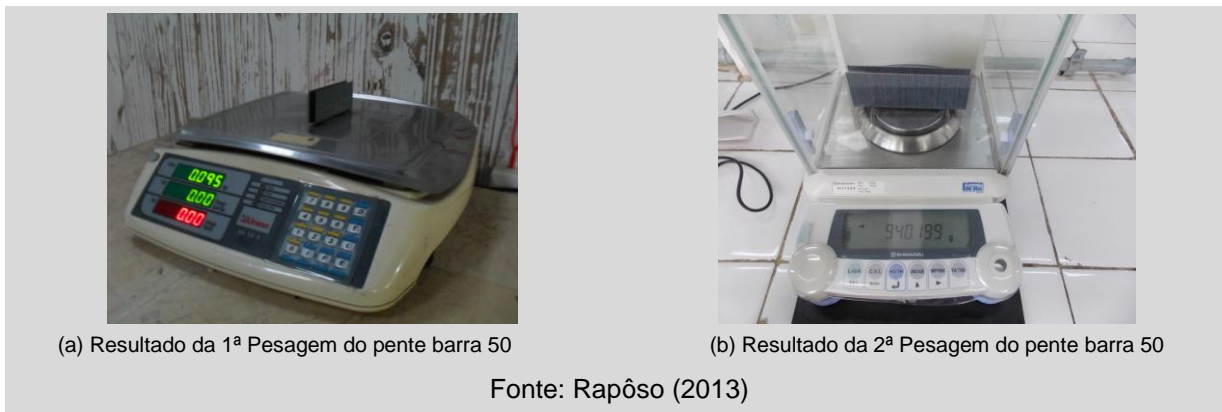 0.095
0.00
0.00
94.0199 g
SHIMADZU
(a) Resultado da 1ª Pesagem do pente barra 50
(b) Resultado da 2ª Pesagem do pente barra 50
Fonte: Rapôso (2013)